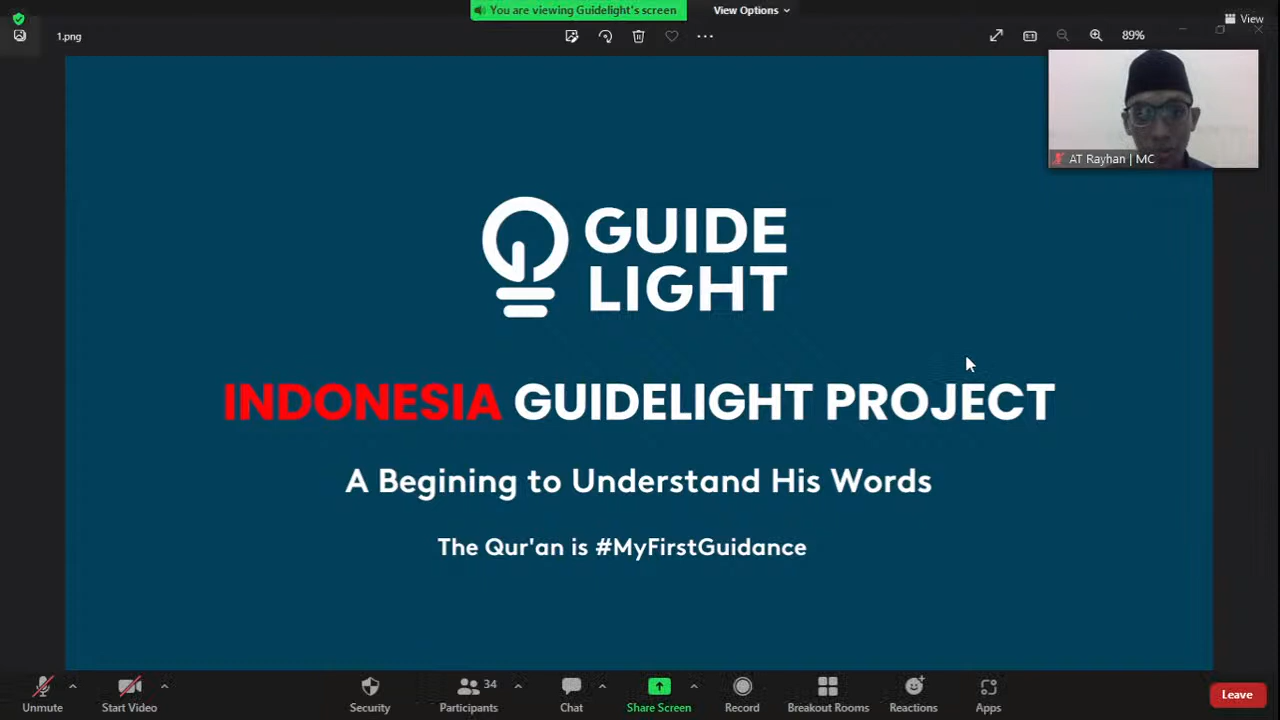 You are viewing Guidelight's screen
View Options
View
1.png
89%
AT Rayhan | MC
GUIDE
LIGHT
INDONESIA GUIDELIGHT PROJECT
A Begining to Understand His Words
The Qur'an is #MyFirstGuidance
Unmute
Start Video
Security
34
Participants
Chat
Share Screen
Record
Breakout Rooms
Reactions
Apps
Leave